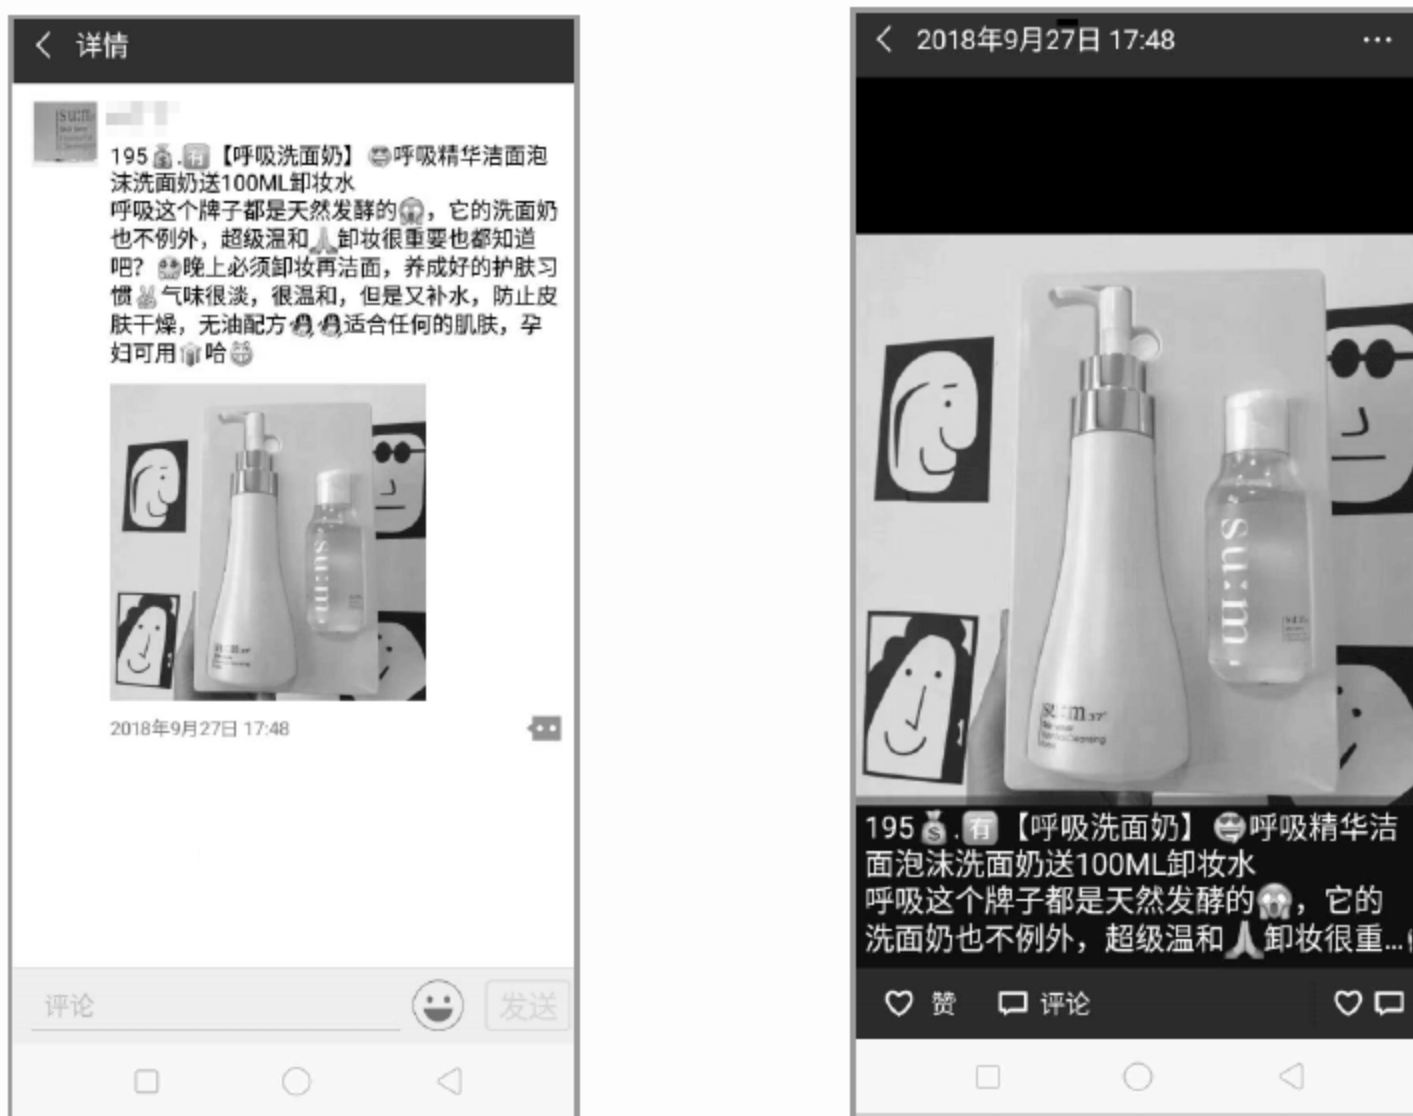 详情
su:m
195💰.🈶【呼吸洗面奶】😍呼吸精华洁面泡
沫洗面奶送100ML卸妆水
呼吸这个牌子都是天然发酵的😱，它的洗面奶
也不例外，超级温和🙏卸妆很重要也都知道
吧？晚上必须卸妆再洁面，养成好的护肤习
惯✌气味很淡，很温和，但是又补水，防止皮
肤干燥，无油配方适合任何的肌肤，孕
妇可用哈😁
su:m
su:m37°
2018年9月27日 17:48
评论
发送
2018年9月27日 17:48
su:m
su:m37°
195💰.🈶【呼吸洗面奶】呼吸精华洁
面泡沫洗面奶送100ML卸妆水
呼吸这个牌子都是天然发酵的😱，它的
洗面奶也不例外，超级温和🙏卸妆很重...
赞
评论